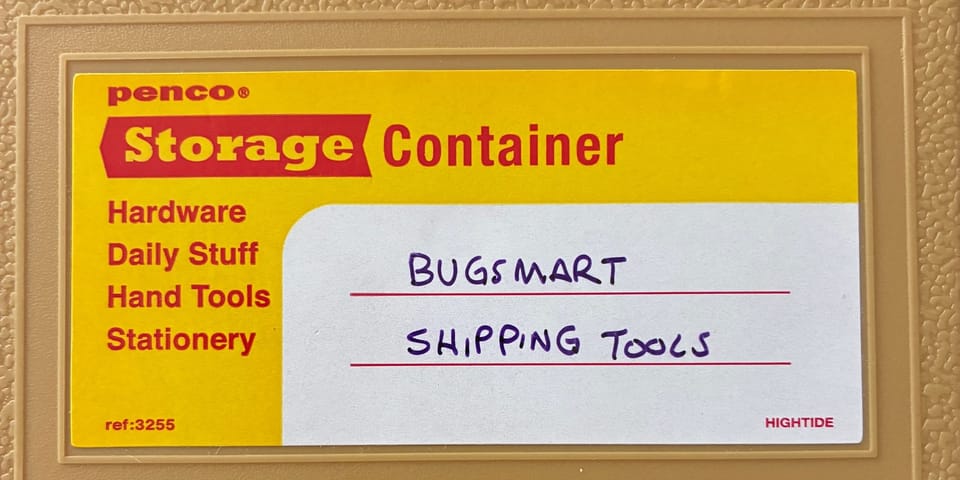 penco®
Storage Container
Hardware
Daily Stuff
Hand Tools
Stationery
BUGSMART
SHIPPING TOOLS
ref:3255
HIGHTIDE